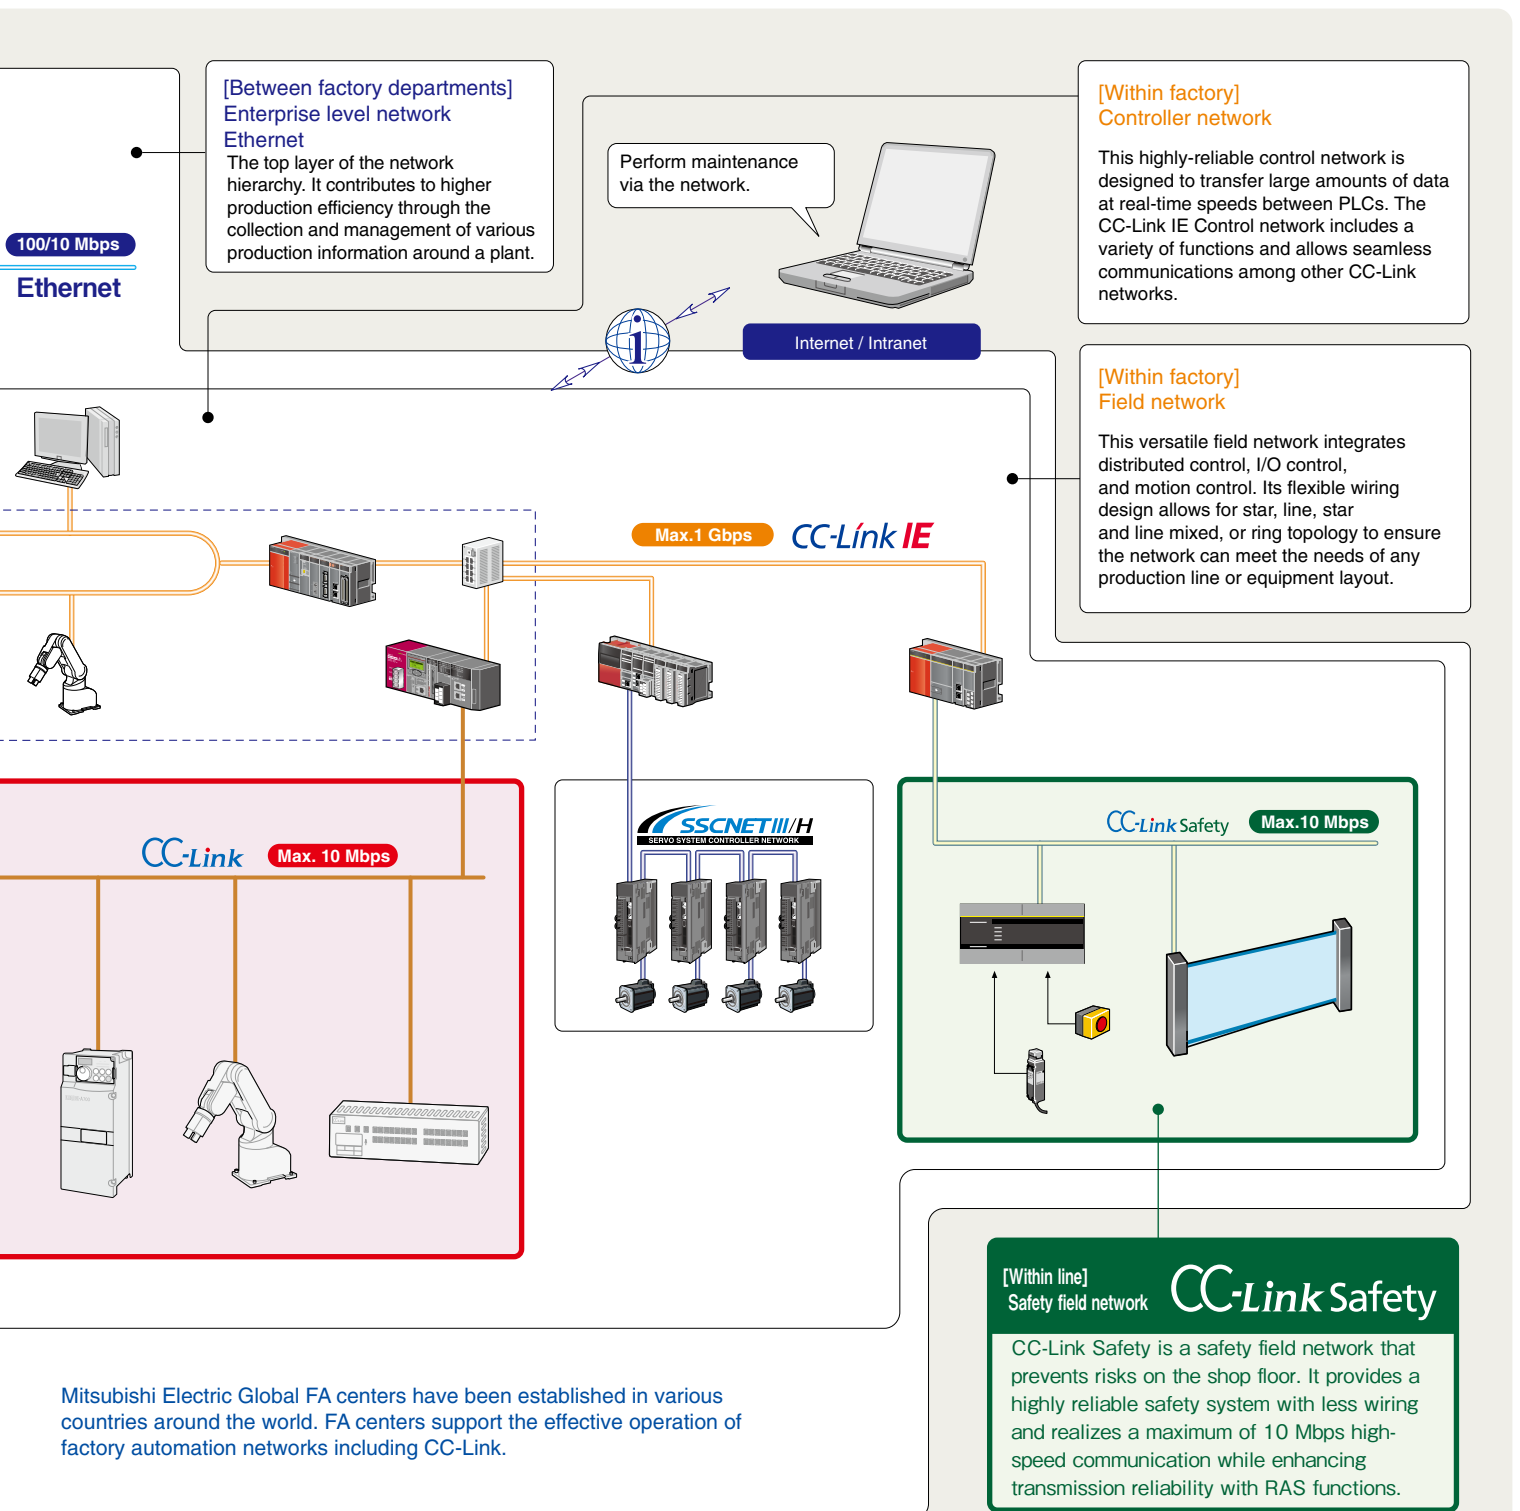 [Between factory departments]
Enterprise level network
Ethernet
The top layer of the network
hierarchy. It contributes to higher
production efficiency through the
collection and management of various
production information around a plant.
100/10 Mbps
Ethernet
Perform maintenance
via the network.
Internet / Intranet
[Within factory]
Controller network
This highly-reliable control network is
designed to transfer large amounts of data
at real-time speeds between PLCs. The
CC-Link IE Control network includes a
variety of functions and allows seamless
communications among other CC-Link
networks.
[Within factory]
Field network
This versatile field network integrates
distributed control, I/O control,
and motion control. Its flexible wiring
design allows for star, line, star
and line mixed, or ring topology to ensure
the network can meet the needs of any
production line or equipment layout.
Max.1 Gbps
CC-Link IE
CC-Link
Max. 10 Mbps
SSCNETIII/H
SERVO SYSTEM CONTROLLER NETWORK
CC-Link Safety
Max.10 Mbps
[Within line]
Safety field network
CC-Link Safety
CC-Link Safety is a safety field network that
prevents risks on the shop floor. It provides a
highly reliable safety system with less wiring
and realizes a maximum of 10 Mbps high-
speed communication while enhancing
transmission reliability with RAS functions.
Mitsubishi Electric Global FA centers have been established in various
countries around the world. FA centers support the effective operation of
factory automation networks including CC-Link.